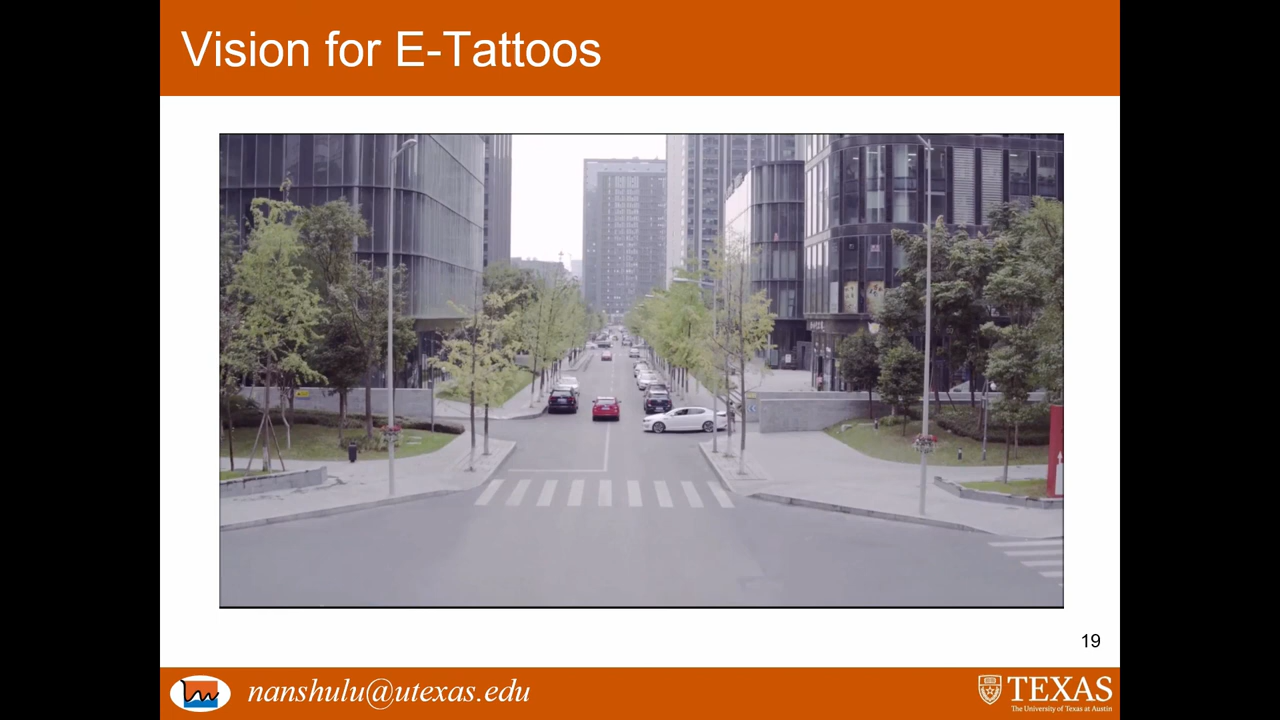 Vision for E-Tattoos
19
nanshulu@utexas.edu
TEXAS
The University of Texas at Austin